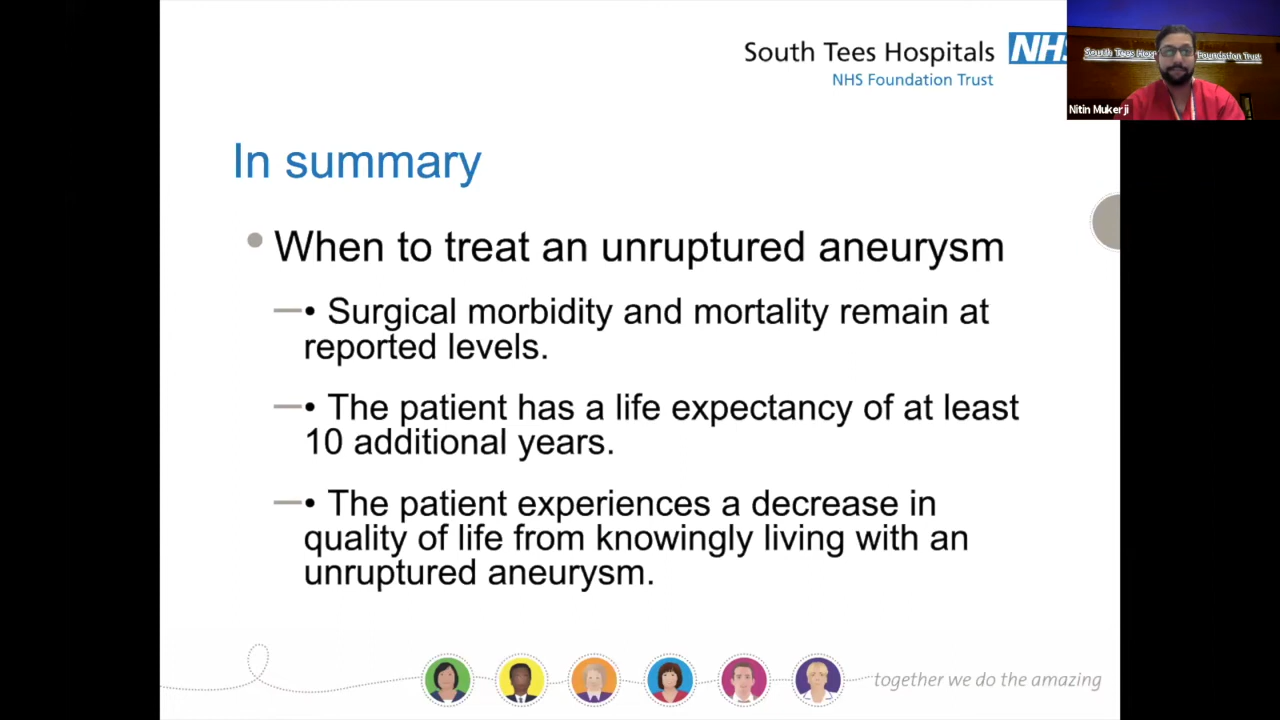 South Tees Hospitals NHS
NHS Foundation Trust
South Tees Foundation Trust
Nitin Mukerji
In summary
• When to treat an unruptured aneurysm
—• Surgical morbidity and mortality remain at
reported levels.
—• The patient has a life expectancy of at least
10 additional years.
—• The patient experiences a decrease in
quality of life from knowingly living with an
unruptured aneurysm.
together we do the amazing